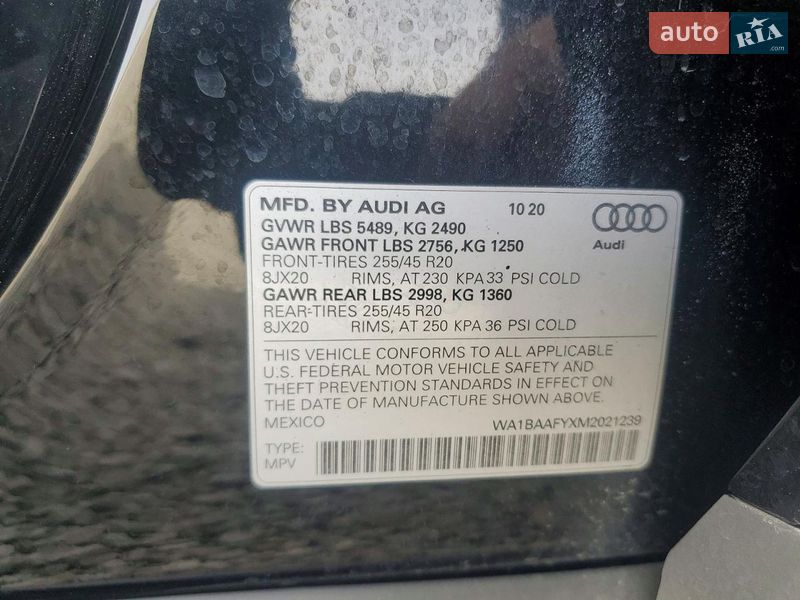 auto RIA.com
MFD. BY AUDI AG 10 20
GVWR LBS 5489, KG 2490
GAWR FRONT LBS 2756, KG 1250
FRONT-TIRES 255/45 R20
8JX20 RIMS, AT 230 KPA 33 PSI COLD
GAWR REAR LBS 2998, KG 1360
REAR-TIRES 255/45 R20
8JX20 RIMS, AT 250 KPA 36 PSI COLD
Audi
THIS VEHICLE CONFORMS TO ALL APPLICABLE
U.S. FEDERAL MOTOR VEHICLE SAFETY AND
THEFT PREVENTION STANDARDS IN EFFECT ON
THE DATE OF MANUFACTURE SHOWN ABOVE.
MEXICO WA1BAAFYXM2021239
TYPE:
MPV